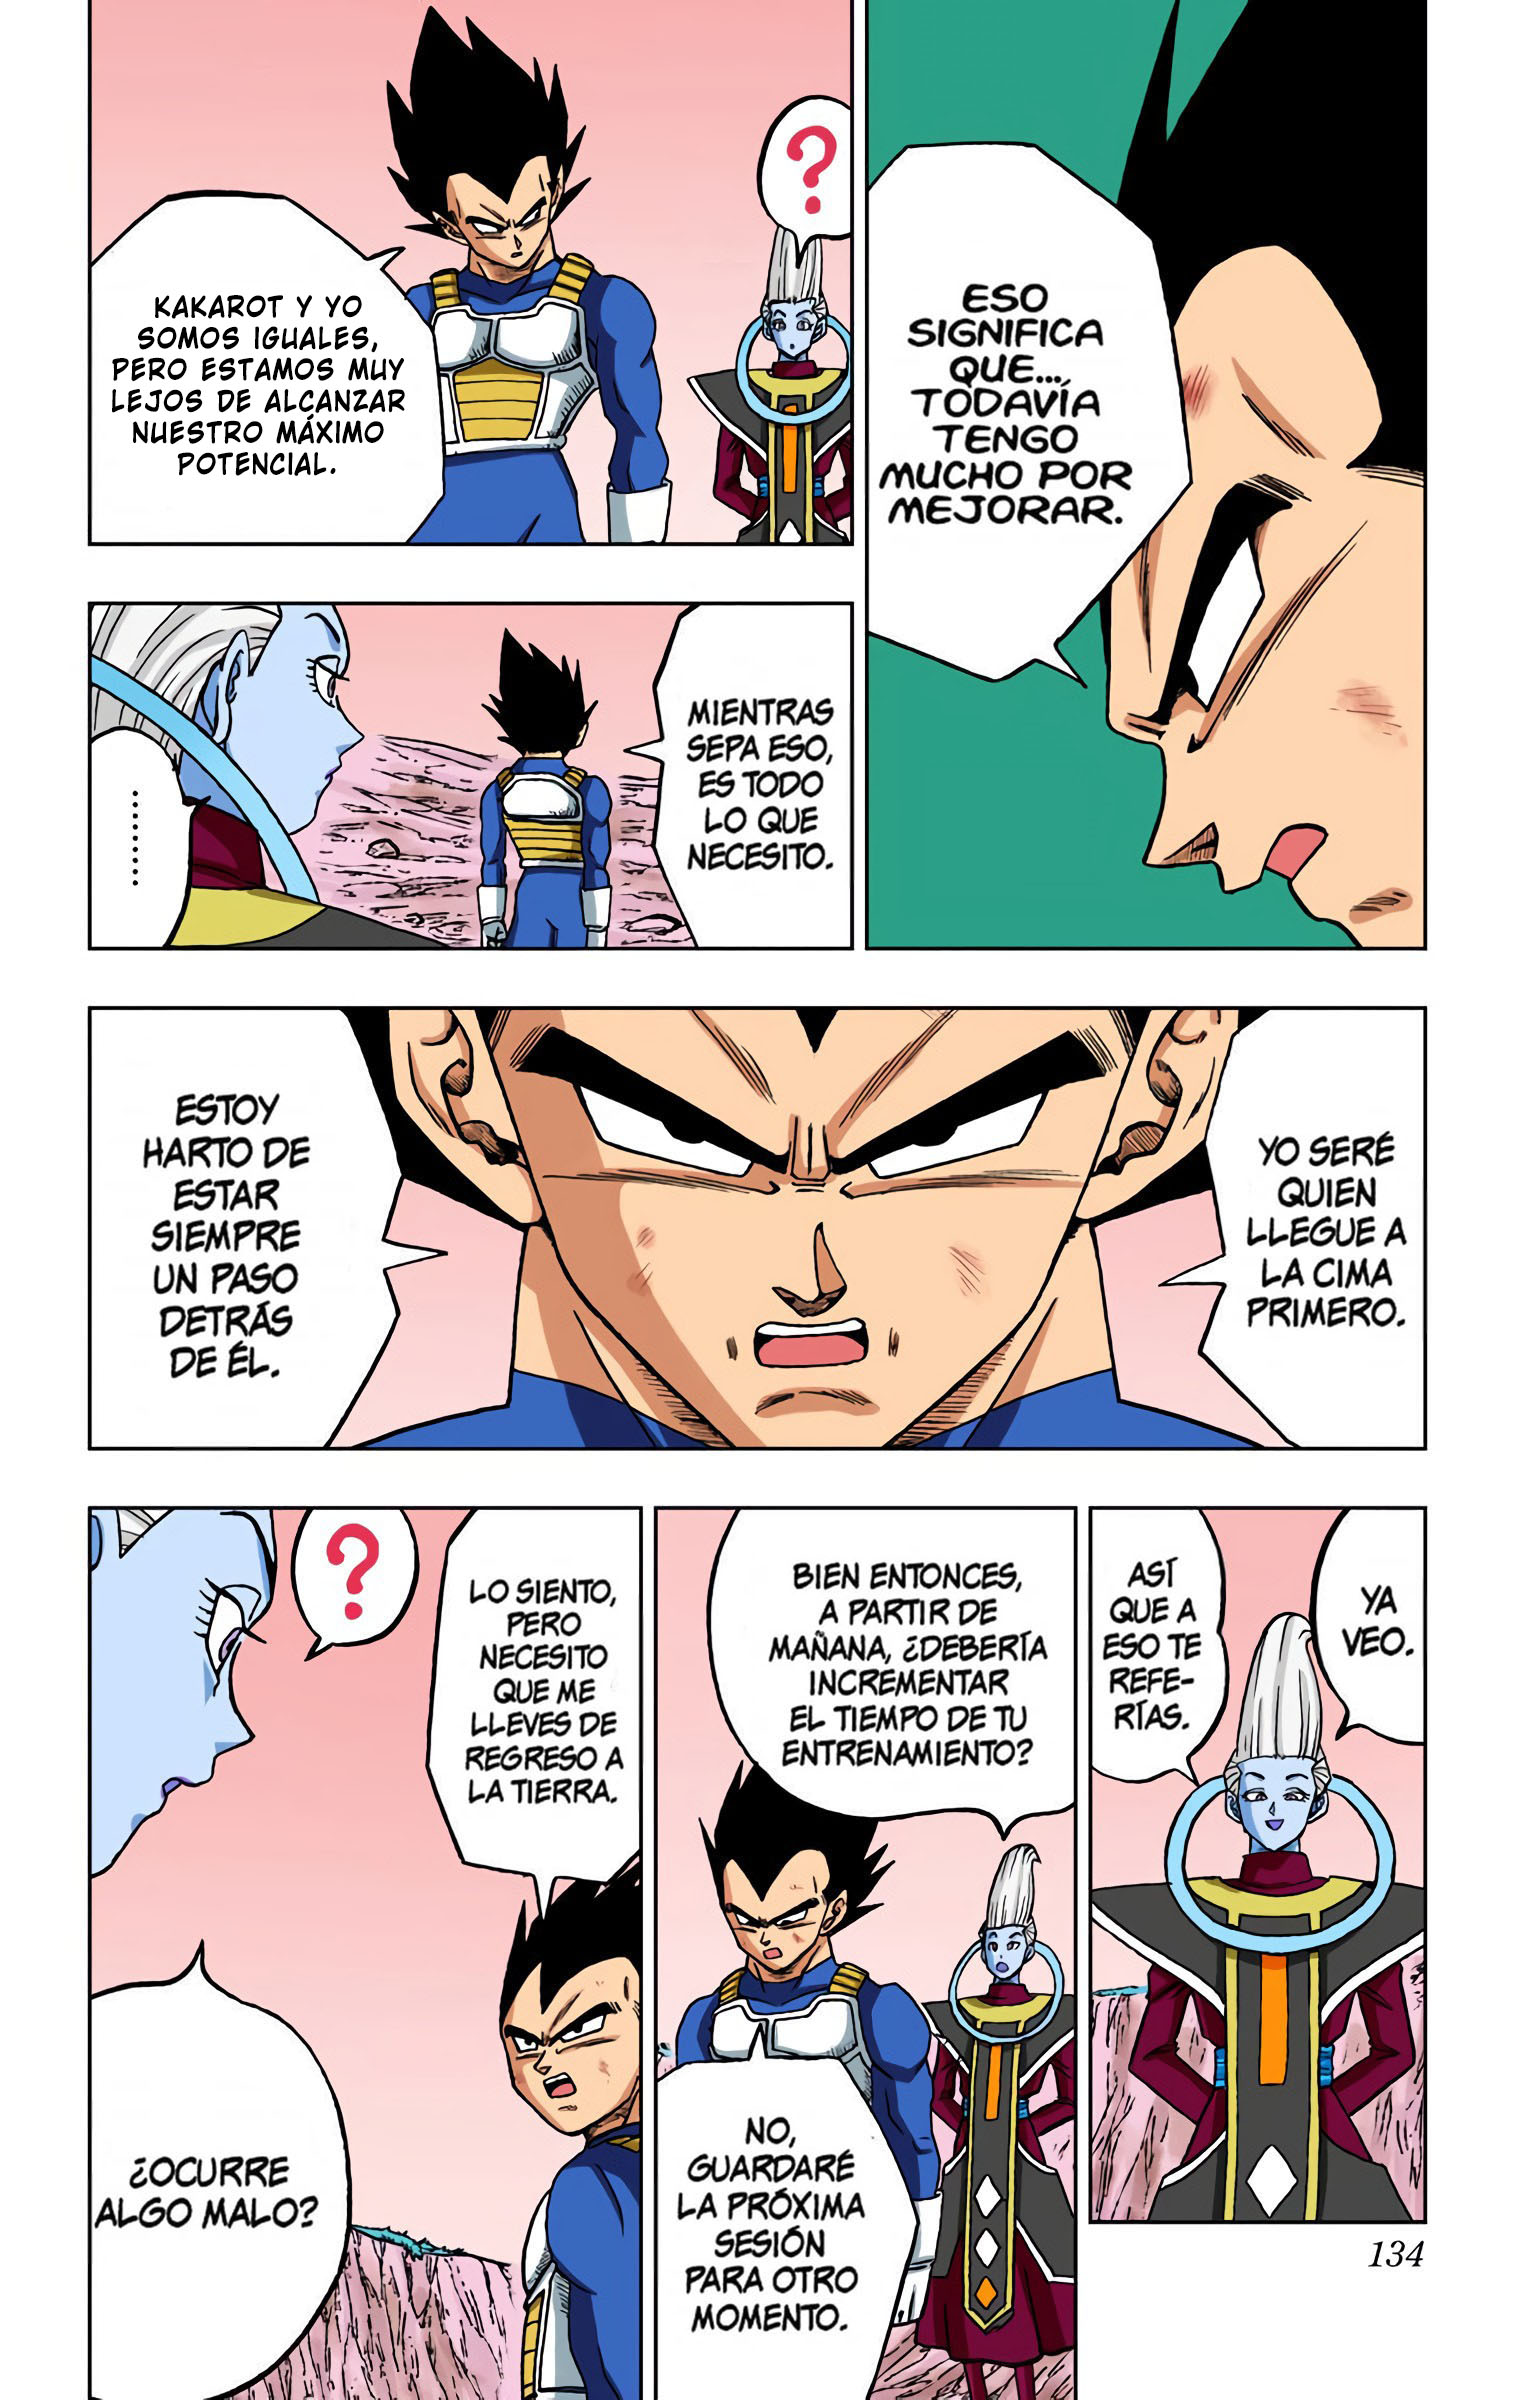 ESO
SIGNIFICA
QUE...
TODAVÍA
TENGO
MUCHO POR
MEJORAR.
?
KAKAROT Y YO
SOMOS IGUALES,
PERO ESTAMOS MUY
LEJOS DE ALCANZAR
NUESTRO MÁXIMO
POTENCIAL.
MIENTRAS
SEPA ESO,
ES TODO
LO QUE
NECESITO.
.........
YO SERÉ
QUIEN
LLEGUE A
LA CIMA
PRIMERO.
ESTOY
HARTO DE
ESTAR
SIEMPRE
UN PASO
DETRÁS
DE ÉL.
YA
VEO.
ASÍ
QUE A
ESO TE
REFE-
RÍAS.
BIEN ENTONCES,
A PARTIR DE
MAÑANA, ¿DEBERÍA
INCREMENTAR
EL TIEMPO DE TU
ENTRENAMIENTO?
NO,
GUARDARÉ
LA PRÓXIMA
SESIÓN
PARA OTRO
MOMENTO.
LO SIENTO,
PERO
NECESITO
QUE ME
LLEVES DE
REGRESO A
LA TIERRA.
?
¿OCURRE
ALGO MALO?
134